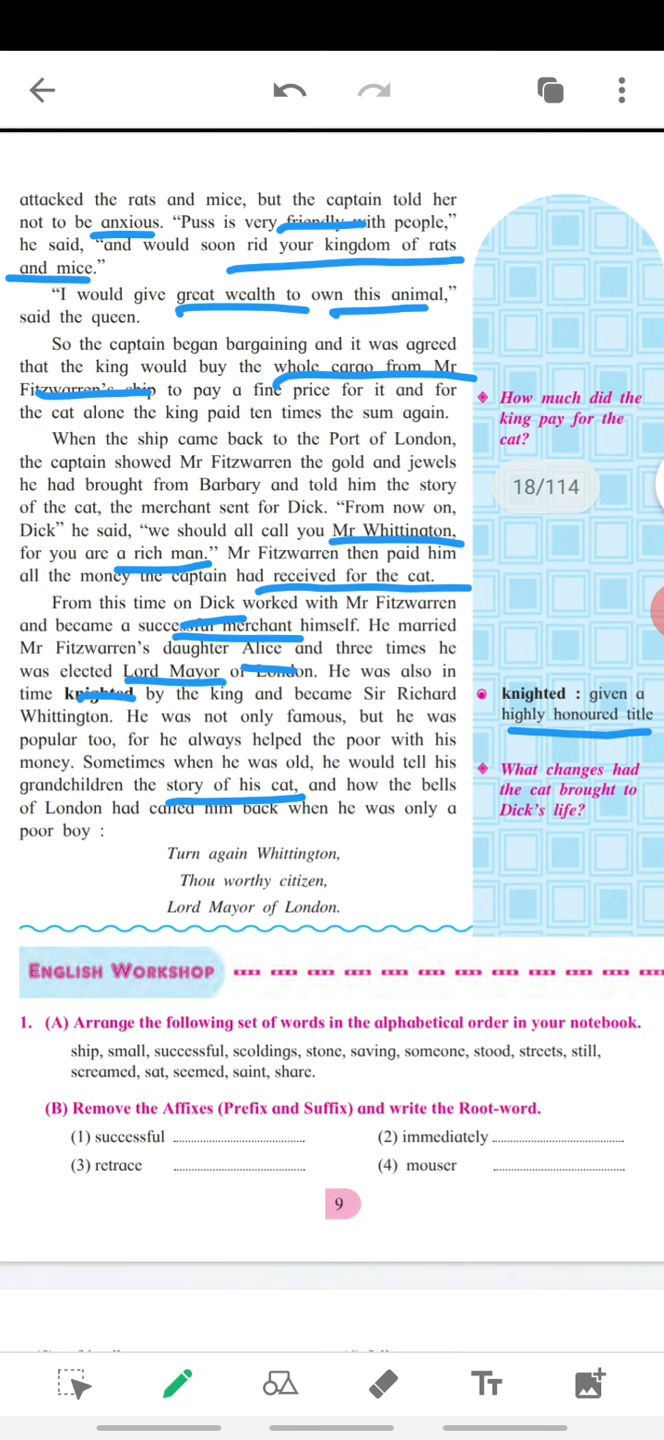 attacked the rats and mice, but the captain told her
not to be anxious. “Puss is very friendly with people,”
he said, “and would soon rid your kingdom of rats
and mice.”
“I would give great wealth to own this animal,”
said the queen.
So the captain began bargaining and it was agreed
that the king would buy the whole cargo from Mr
Fitzwarren’s ship to pay a fine price for it and for
the cat alone the king paid ten times the sum again.
When the ship came back to the Port of London,
the captain showed Mr Fitzwarren the gold and jewels
he had brought from Barbary and told him the story
of the cat, the merchant sent for Dick. “From now on,
Dick” he said, “we should all call you Mr Whittington,
for you are a rich man.” Mr Fitzwarren then paid him
all the money the captain had received for the cat.
From this time on Dick worked with Mr Fitzwarren
and became a successful merchant himself. He married
Mr Fitzwarren’s daughter Alice and three times he
was elected Lord Mayor of London. He was also in
time knighted by the king and became Sir Richard
Whittington. He was not only famous, but he was
popular too, for he always helped the poor with his
money. Sometimes when he was old, he would tell his
grandchildren the story of his cat, and how the bells
of London had called him back when he was only a
poor boy :
Turn again Whittington,
Thou worthy citizen,
Lord Mayor of London.
How much did the
king pay for the
cat?
18/114
knighted : given a
highly honoured title
What changes had
the cat brought to
Dick’s life?
ENGLISH WORKSHOP
1. (A) Arrange the following set of words in the alphabetical order in your notebook.
ship, small, successful, scoldings, stone, saving, someone, stood, streets, still,
screamed, sat, seemed, saint, share.
(B) Remove the Affixes (Prefix and Suffix) and write the Root-word.
(1) successful
(2) immediately
(3) retrace
(4) mouser
9
TT